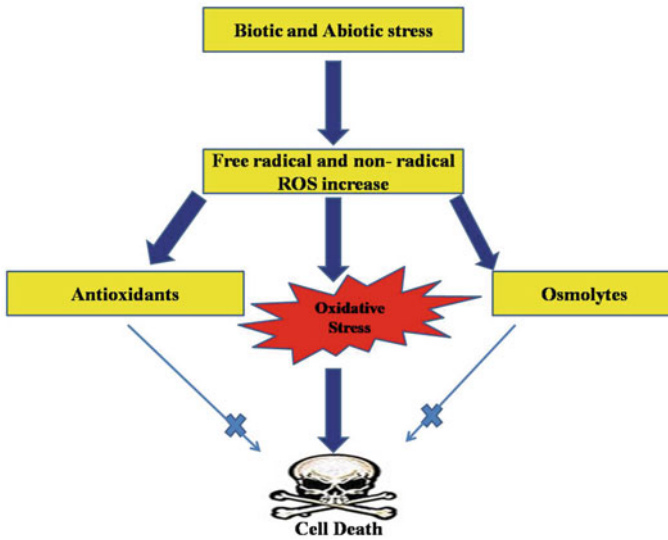 Biotic and Abiotic stress
Free radical and non- radical
ROS increase
Antioxidants
Oxidative
Stress
Osmolytes
Cell Death